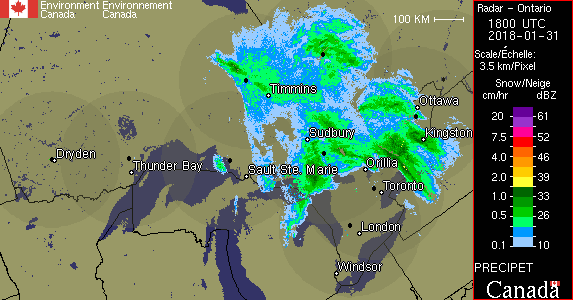 Environment Environnement
Canada Canada
100 KM
Radar - Ontario
1800 UTC
2018-01-31
Scale/Échelle:
3.5 km/Pixel
Snow/Neige
cm/hr dBZ
20 61
7.5 52
4.0 46
2.0 39
1.0 33
0.5 26
0.2 20
0.1 10
PRECIPET
Canada
Timmins
Ottawa
Sudbury
Kingston
Dryden
Thunder Bay
Sault Ste. Marie
Orillia
Toronto
London
Windsor